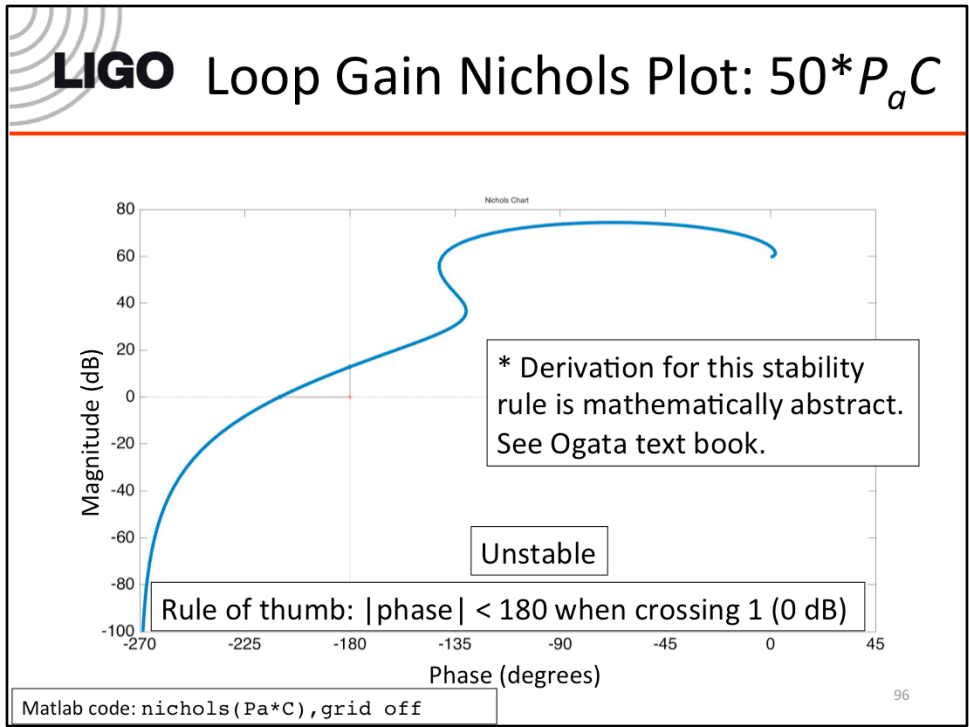 LIGO Loop Gain Nichols Plot: 50*PaC
Nichols Chart
80
60
40
20
0
-20
-40
-60
-80
-100
Magnitude (dB)
* Derivation for this stability
rule is mathematically abstract.
See Ogata text book.
Unstable
Rule of thumb: |phase| < 180 when crossing 1 (0 dB)
-270 -225 -180 -135 -90 -45 0 45
Phase (degrees)
96
Matlab code: nichols(Pa*C),grid off